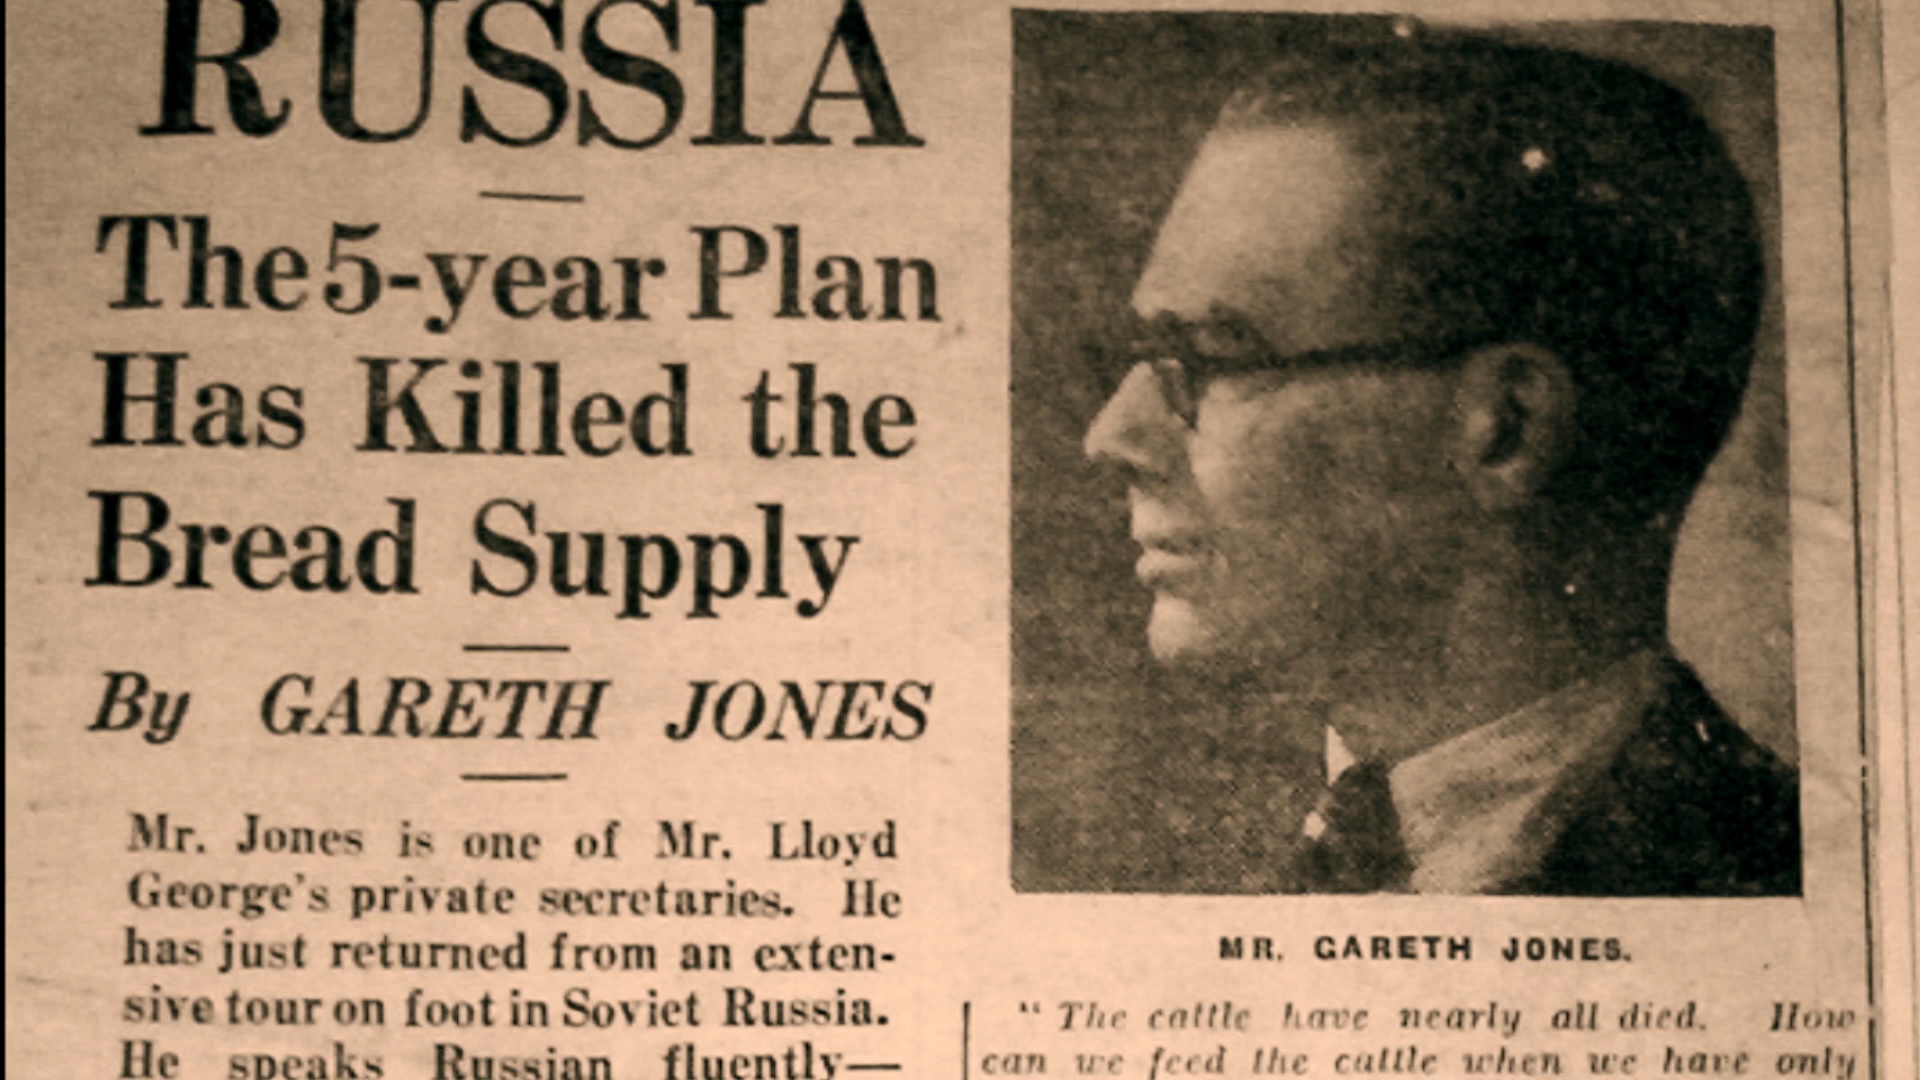 RUSSIA
The 5-year Plan
Has Killed the
Bread Supply
By GARETH JONES
Mr. Jones is one of Mr. Lloyd
George's private secretaries. He
has just returned from an exten-
sive tour on foot in Soviet Russia.
He speaks Russian fluently—
MR. GARETH JONES.
“ The cattle have nearly all died. How
can we feed the cattle when we have only